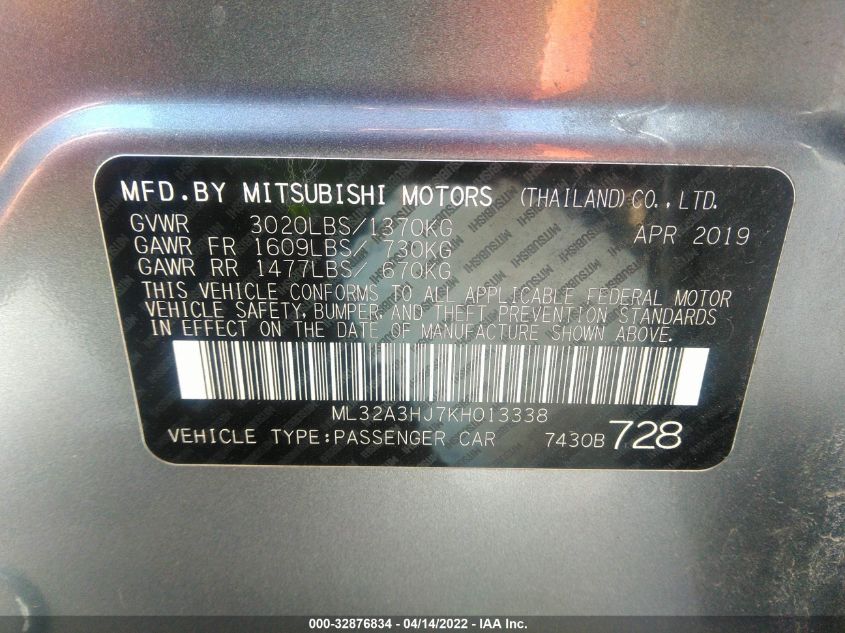 MFD.BY MITSUBISHI MOTORS (THAILAND) CO., LTD.
GVWR 3020LBS/1370KG APR 2019
GAWR FR 1609LBS/ 730KG
GAWR RR 1477LBS/ 670KG
THIS VEHICLE CONFORMS TO ALL APPLICABLE FEDERAL MOTOR
VEHICLE SAFETY, BUMPER, AND THEFT PREVENTION STANDARDS
IN EFFECT ON THE DATE OF MANUFACTURE SHOWN ABOVE.
ML32A3HJ7KH013338
VEHICLE TYPE:PASSENGER CAR 7430B 728
000-32876834 - 04/14/2022 - IAA Inc.